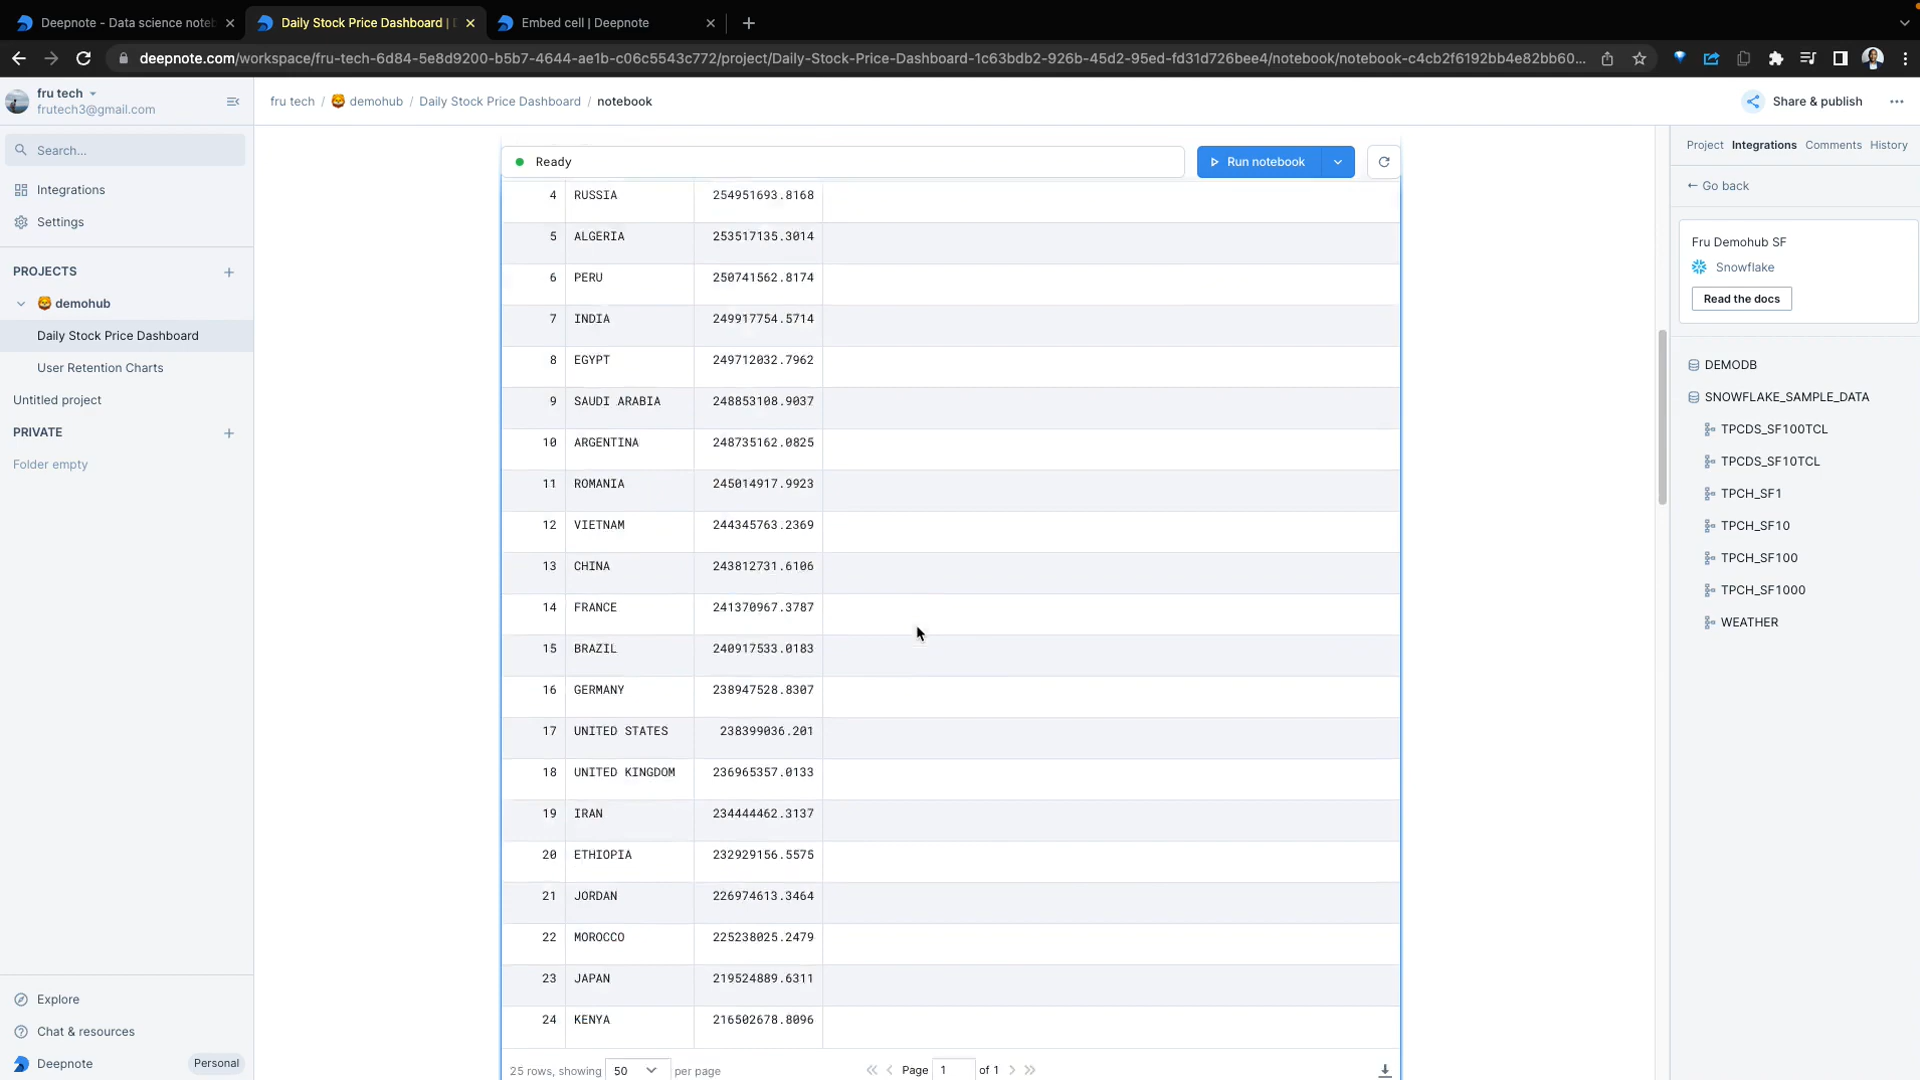 Deepnote - Data science noteb
Daily Stock Price Dashboard | D
Embed cell | Deepnote
deepnote.com/workspace/fru-tech-6d84-5e8d9200-b5b7-4644-ae1b-c06c5543c772/project/Daily-Stock-Price-Dashboard-1c63bdb2-926b-45d2-95ed-fd31d726bee4/notebook/notebook-c4cb2f6192bb4e82bb60...
fru tech
frutech3@gmail.com
Search...
Integrations
Settings
PROJECTS
demohub
Daily Stock Price Dashboard
User Retention Charts
Untitled project
PRIVATE
Folder empty
Explore
Chat & resources
Deepnote Personal
fru tech / demohub / Daily Stock Price Dashboard / notebook
Share & publish
Ready
Run notebook
4 RUSSIA 254951693.8168
5 ALGERIA 253517135.3014
6 PERU 250741562.8174
7 INDIA 249917754.5714
8 EGYPT 249712032.7962
9 SAUDI ARABIA 248853108.9037
10 ARGENTINA 248735162.0825
11 ROMANIA 245014917.9923
12 VIETNAM 244345763.2369
13 CHINA 243812731.6106
14 FRANCE 241370967.3787
15 BRAZIL 240917533.0183
16 GERMANY 238947528.8307
17 UNITED STATES 238399036.201
18 UNITED KINGDOM 236965357.0133
19 IRAN 234444462.3137
20 ETHIOPIA 232929156.5575
21 JORDAN 226974613.3464
22 MOROCCO 225238025.2479
23 JAPAN 219524889.6311
24 KENYA 216502678.8096
25 rows, showing 50 per page
Page 1 of 1
Project Integrations Comments History
Go back
Fru Demohub SF
Snowflake
Read the docs
DEMODB
SNOWFLAKE_SAMPLE_DATA
TPCDS_SF100TCL
TPCDS_SF10TCL
TPCH_SF1
TPCH_SF10
TPCH_SF100
TPCH_SF1000
WEATHER